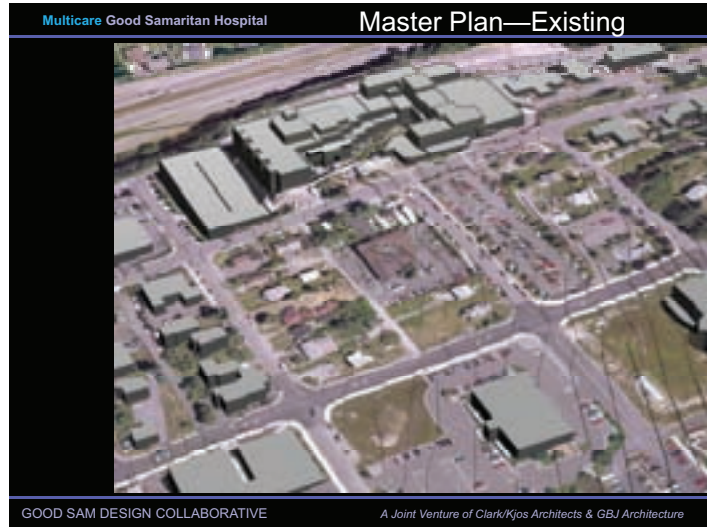 Multicare Good Samaritan Hospital
Master Plan—Existing
GOOD SAM DESIGN COLLABORATIVE
A Joint Venture of Clark/Kjos Architects & GBJ Architecture